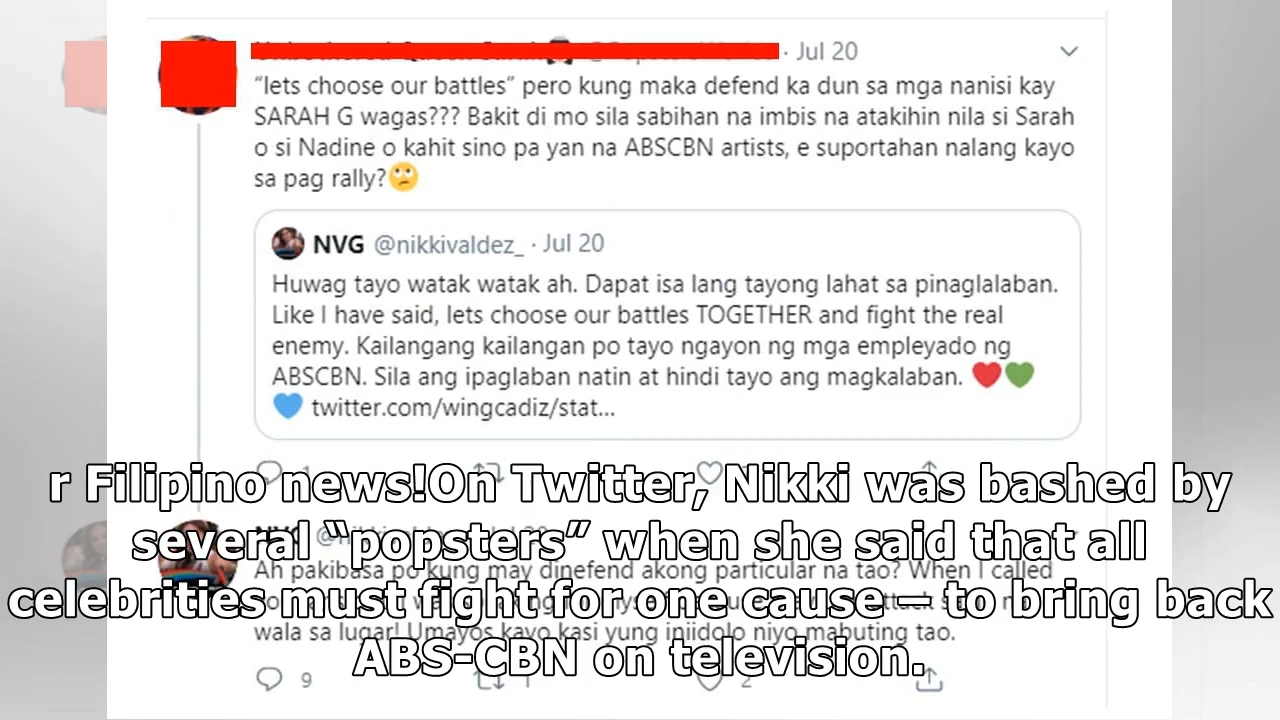 · Jul 20
“lets choose our battles” pero kung maka defend ka dun sa mga nanisi kay
SARAH G wagas??? Bakit di mo sila sabihan na imbis na atakihin nila si Sarah
o si Nadine o kahit sino pa yan na ABSCBN artists, e suportahan nalang kayo
sa pag rally?🙄
NVG @nikkivaldez_ · Jul 20
Huwag tayo watak watak ah. Dapat isa lang tayong lahat sa pinaglalaban.
Like I have said, lets choose our battles TOGETHER and fight the real
enemy. Kailangang kailangan po tayo ngayon ng mga empleyado ng
ABSCBN. Sila ang ipaglaban natin at hindi tayo ang magkalaban. ❤️💚
💙 twitter.com/wingcadiz/stat...
r Filipino news!On Twitter, Nikki was bashed by
several “popsters” when she said that all
celebrities must fight for one cause — to bring back
ABS-CBN on television.
Ah pakibasa po kung may dinefend akong particular na tao? When I called
wala sa lugar! Umayos kayo kasi yung iniidolo niyo mabuting tao.
9
1
2